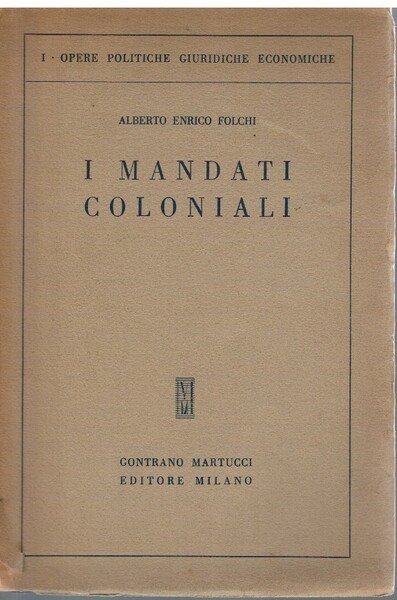 I · OPERE POLITICHE GIURIDICHE ECONOMICHE
ALBERTO ENRICO FOLCHI
I MANDATI
COLONIALI
GONTRANO MARTUCCI
EDITORE MILANO